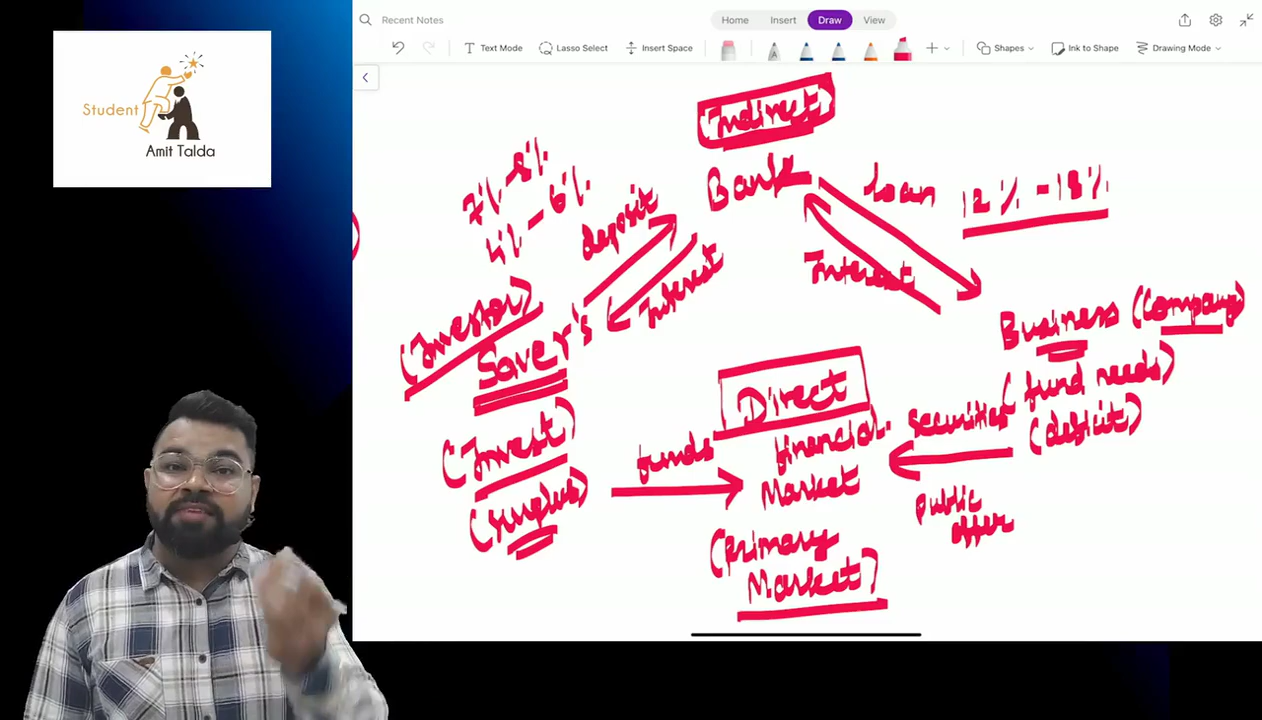 Student
Amit Talda
Recent Notes
Home
Insert
Draw
View
Text Mode
Lasso Select
Insert Space
Shapes
Ink to Shape
Drawing Mode
(Indirect)
Bank
7% - 8%
4% - 6%
deposit
Interest
loan
12% - 18%
Interest
(Investor)
Saver's
(Invest)
(Surplus)
Business (Company)
(fund needs)
(deficit)
Direct
financial
Market
(primary
Market)
funds
Securities
public
offer